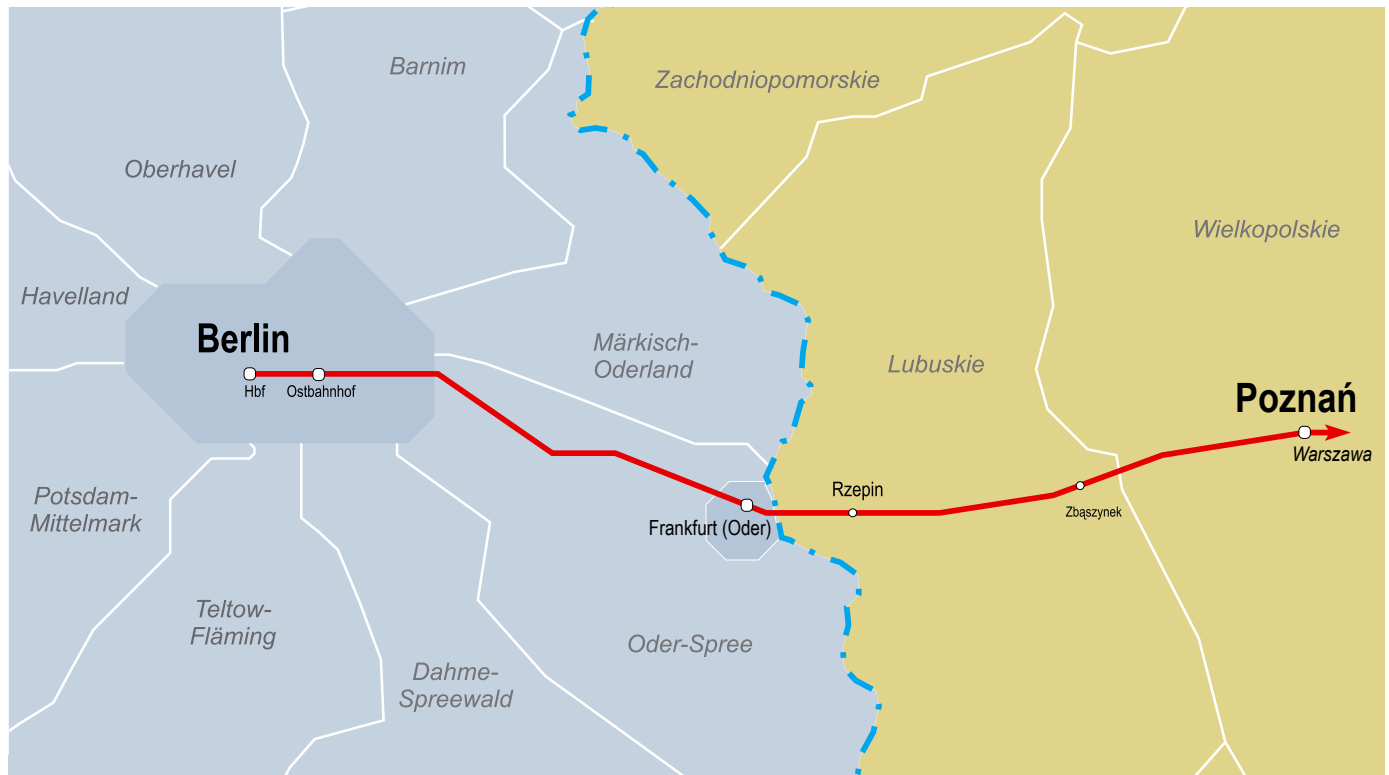 Barnim
Zachodniopomorskie
Oberhavel
Wielkopolskie
Havelland
Berlin
Märkisch-
Oderland
Lubuskie
Hbf
Ostbahnhof
Poznań
Warszawa
Potsdam-
Mittelmark
Rzepin
Zbąszynek
Frankfurt (Oder)
Teltow-
Fläming
Oder-Spree
Dahme-
Spreewald